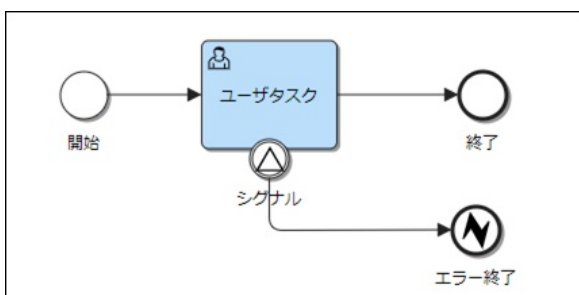 ユーザタスク
開始
終了
シグナル
エラー終了